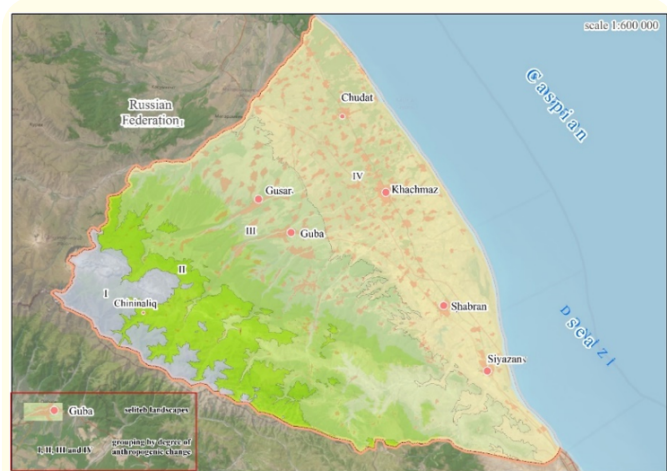 scale 1:600 000
Caspian
Russian
Federation
Chudat
IV
Khachmaz
Gusar
III
Guba
II
I
Chininaliq
Shabran
sea
Siyazan
Guba
seliteb landscapes
I, II, III and IV
grouping by degree of
anthropogenic change